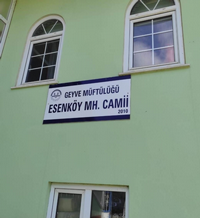 GEYVE MÜFTÜLÜĞÜ
ESENKÖY MH. CAMİİ
2010